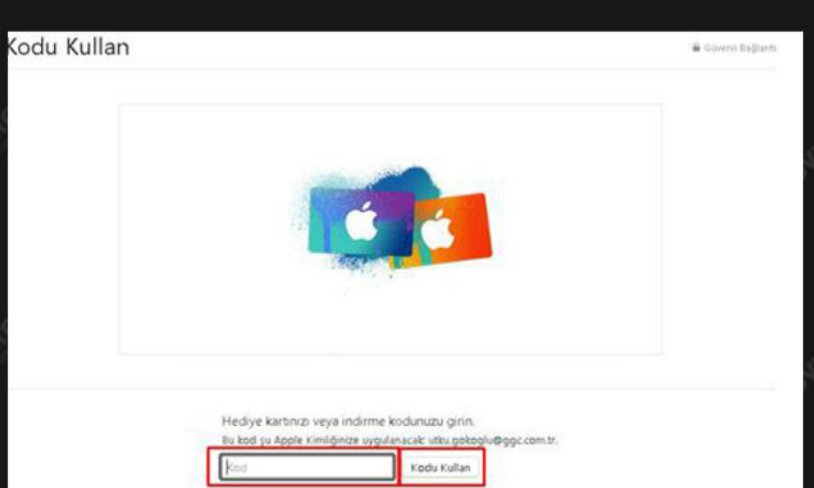 Kodu Kullan
Güvenli Bağlantı
Hediye kartınızı veya indirme kodunuzu girin.
Bu kod şu Apple Kimliğinize uygulanacak: utku.gokoglu@ggc.com.tr.
Kod
Kodu Kullan